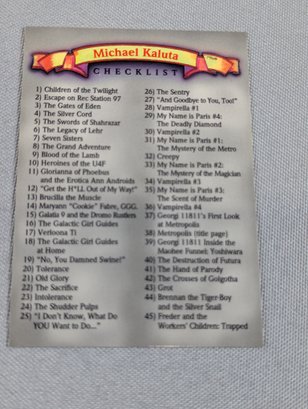 Michael Kaluta
CHECKLIST
1) Children of the Twilight
2) Escape on Rec Station 97
3) The Gates of Eden
4) The Silver Cord
5) The Swords of Shahrazar
6) The Legacy of Lehr
7) Seven Sisters
8) The Grand Adventure
9) Blood of the Lamb
10) Heroines of the U4F
11) Glorianna of Phoebus
and the Erotica Ann Androids
12) "Get the H*LL Out of My Way!"
13) Brucilla the Muscle
14) Maryann "Cookie" Fabre, GGG.
15) Galatia 9 and the Dromo Rustlers
16) The Galactic Girl Guides
17) Verloona Ti
18) The Galactic Girl Guides
at Home
19) "No, You Damned Swine!"
20) Tolerance
21) Old Glory
22) The Sacrifice
23) Intolerance
24) The Shudder Pulps
25) "I Don't Know, What Do
YOU Want to Do..."
26) The Sentry
27) "And Goodbye to You, Too!"
28) Vampirella #1
29) My Name is Paris #4:
The Deadly Diamond
30) Vampirella #2
31) My Name is Paris #1:
The Mystery of the Metro
32) Creepy
33) My Name is Paris #2:
The Mystery of the Magician
34) Vampirella #3
35) My Name is Paris #3:
The Scent of Murder
36) Vampirella #4
37) Georgi 11811's First Look
at Metropolis
38) Metropolis [title page]
39) Georgi 11811 Inside the
Maohee Funnel: Yoshiwara
40) The Destruction of Futura
41) The Hand of Parody
42) The Crosses of Golgotha
43) Grot
44) Brennan the Tiger-Boy
and the Silver Snail
45) Freder and the
Workers' Children: Trapped